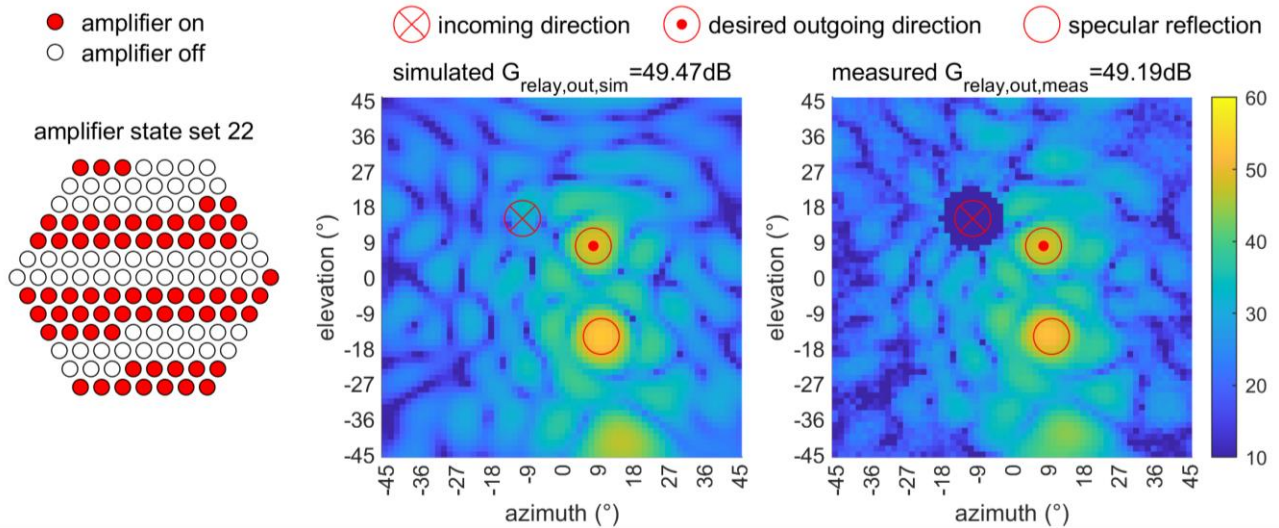 amplifier on
amplifier off
incoming direction
desired outgoing direction
specular reflection
amplifier state set 22
simulated G_relay,out,sim =49.47dB
measured G_relay,out,meas =49.19dB
45
36
27
18
9
0
-9
-18
-27
-36
-45
elevation (°)
-45 -36 -27 -18 -9 0 9 18 27 36 45
azimuth (°)
45
36
27
18
9
0
-9
-18
-27
-36
-45
elevation (°)
-45 -36 -27 -18 -9 0 9 18 27 36 45
azimuth (°)
60
50
40
30
20
10